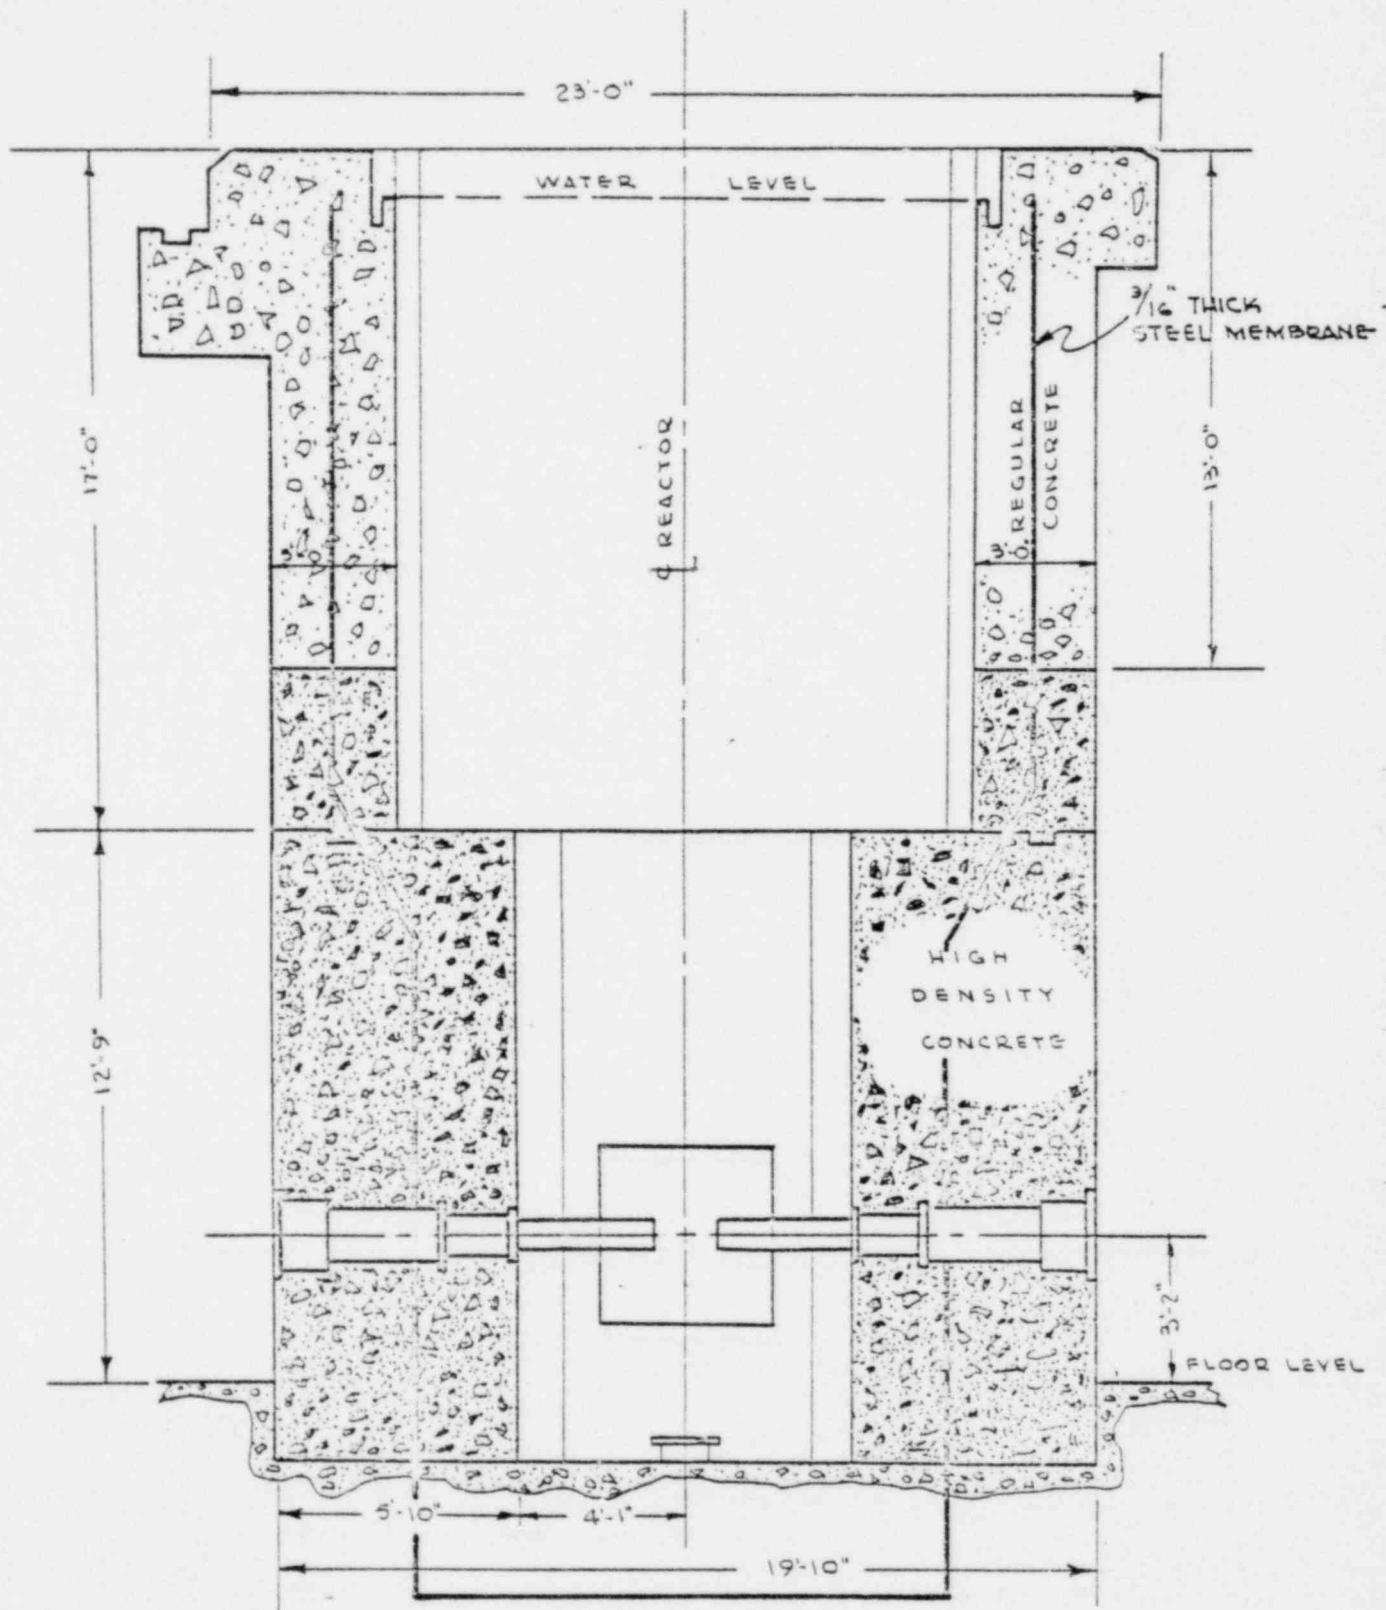 23'-0"
WATER LEVEL
3/16" THICK
STEEL MEMBRANE
17'-0"
℄ REACTOR
REGULAR
CONCRETE
13'-0"
3'-0"
3'-0"
12'-9"
HIGH
DENSITY
CONCRETE
3'-2"
FLOOR LEVEL
5'-10"
4'-1"
19'-10"